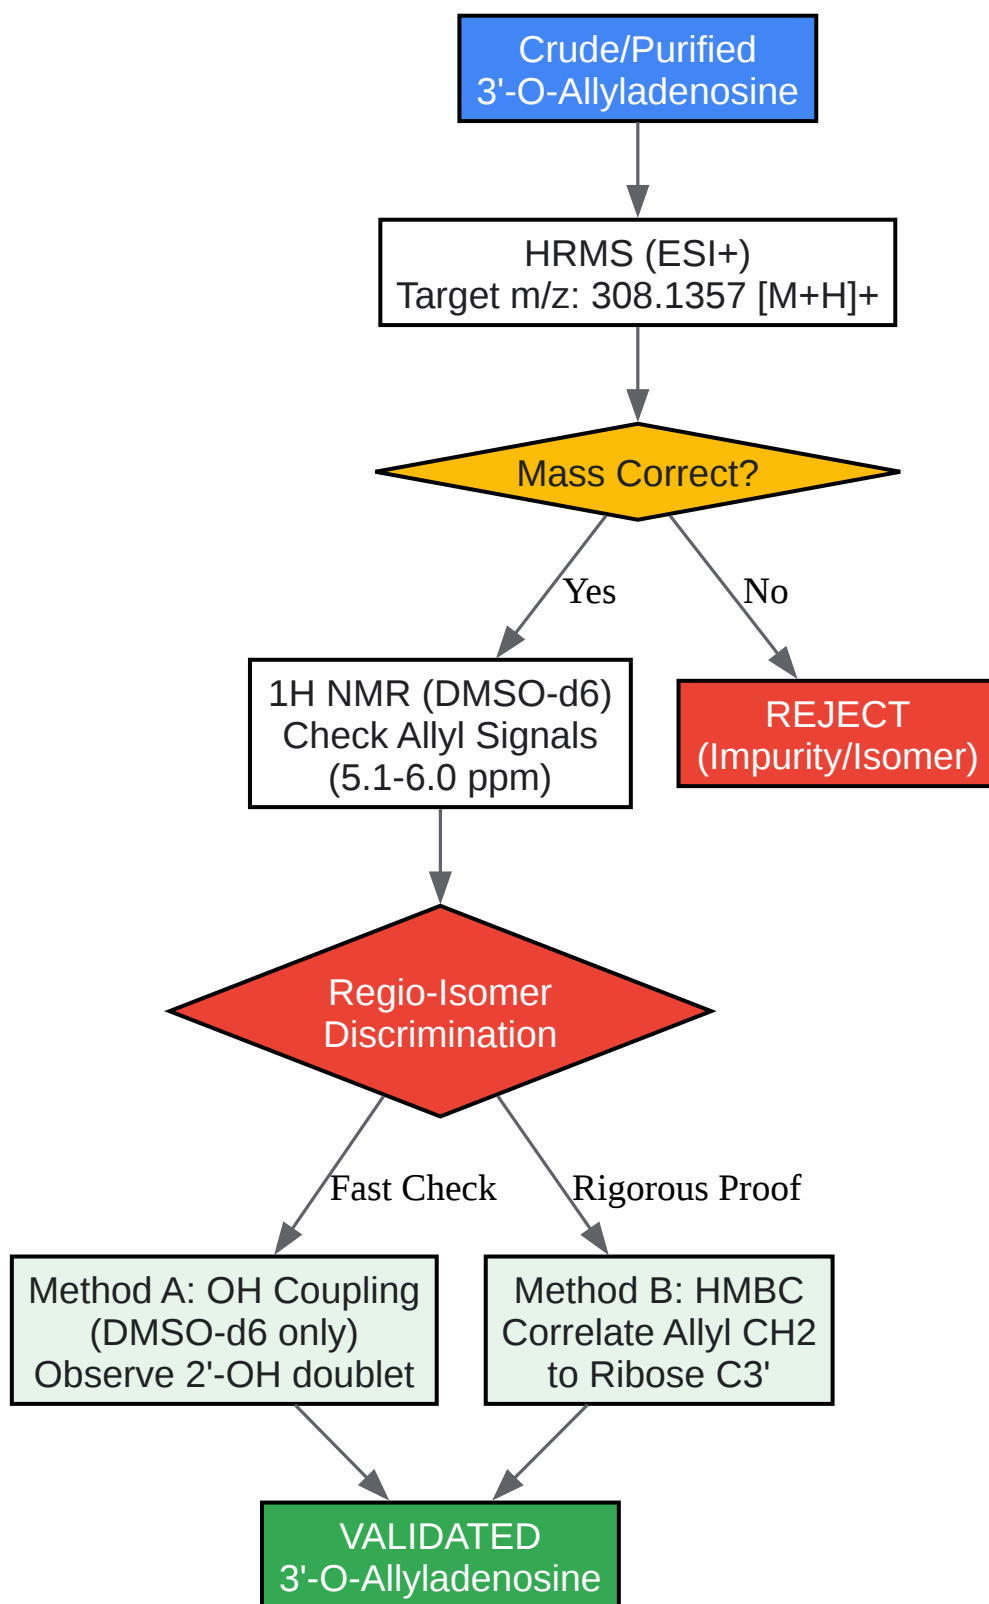 Crude/Purified
3'-O-Allyladenosine
HRMS (ESI+)
Target m/z: 308.1357 [M+H]+
Mass Correct?
Yes
No
1H NMR (DMSO-d6)
Check Allyl Signals
(5.1-6.0 ppm)
REJECT
(Impurity/Isomer)
Regio-Isomer
Discrimination
Fast Check
Rigorous Proof
Method A: OH Coupling
(DMSO-d6 only)
Observe 2'-OH doublet
Method B: HMBC
Correlate Allyl CH2
to Ribose C3'
VALIDATED
3'-O-Allyladenosine